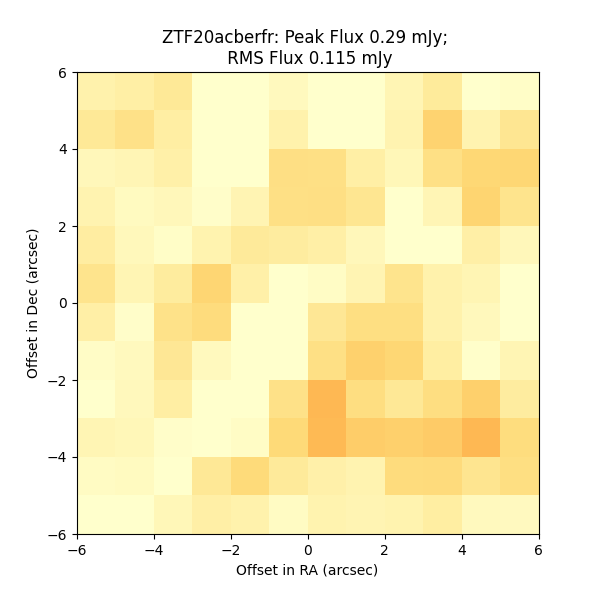 ZTF20acberfr: Peak Flux 0.29 mJy;
RMS Flux 0.115 mJy
6
4
2
0
−2
−4
−6
Offset in Dec (arcsec)
−6 −4 −2 0 2 4 6
Offset in RA (arcsec)